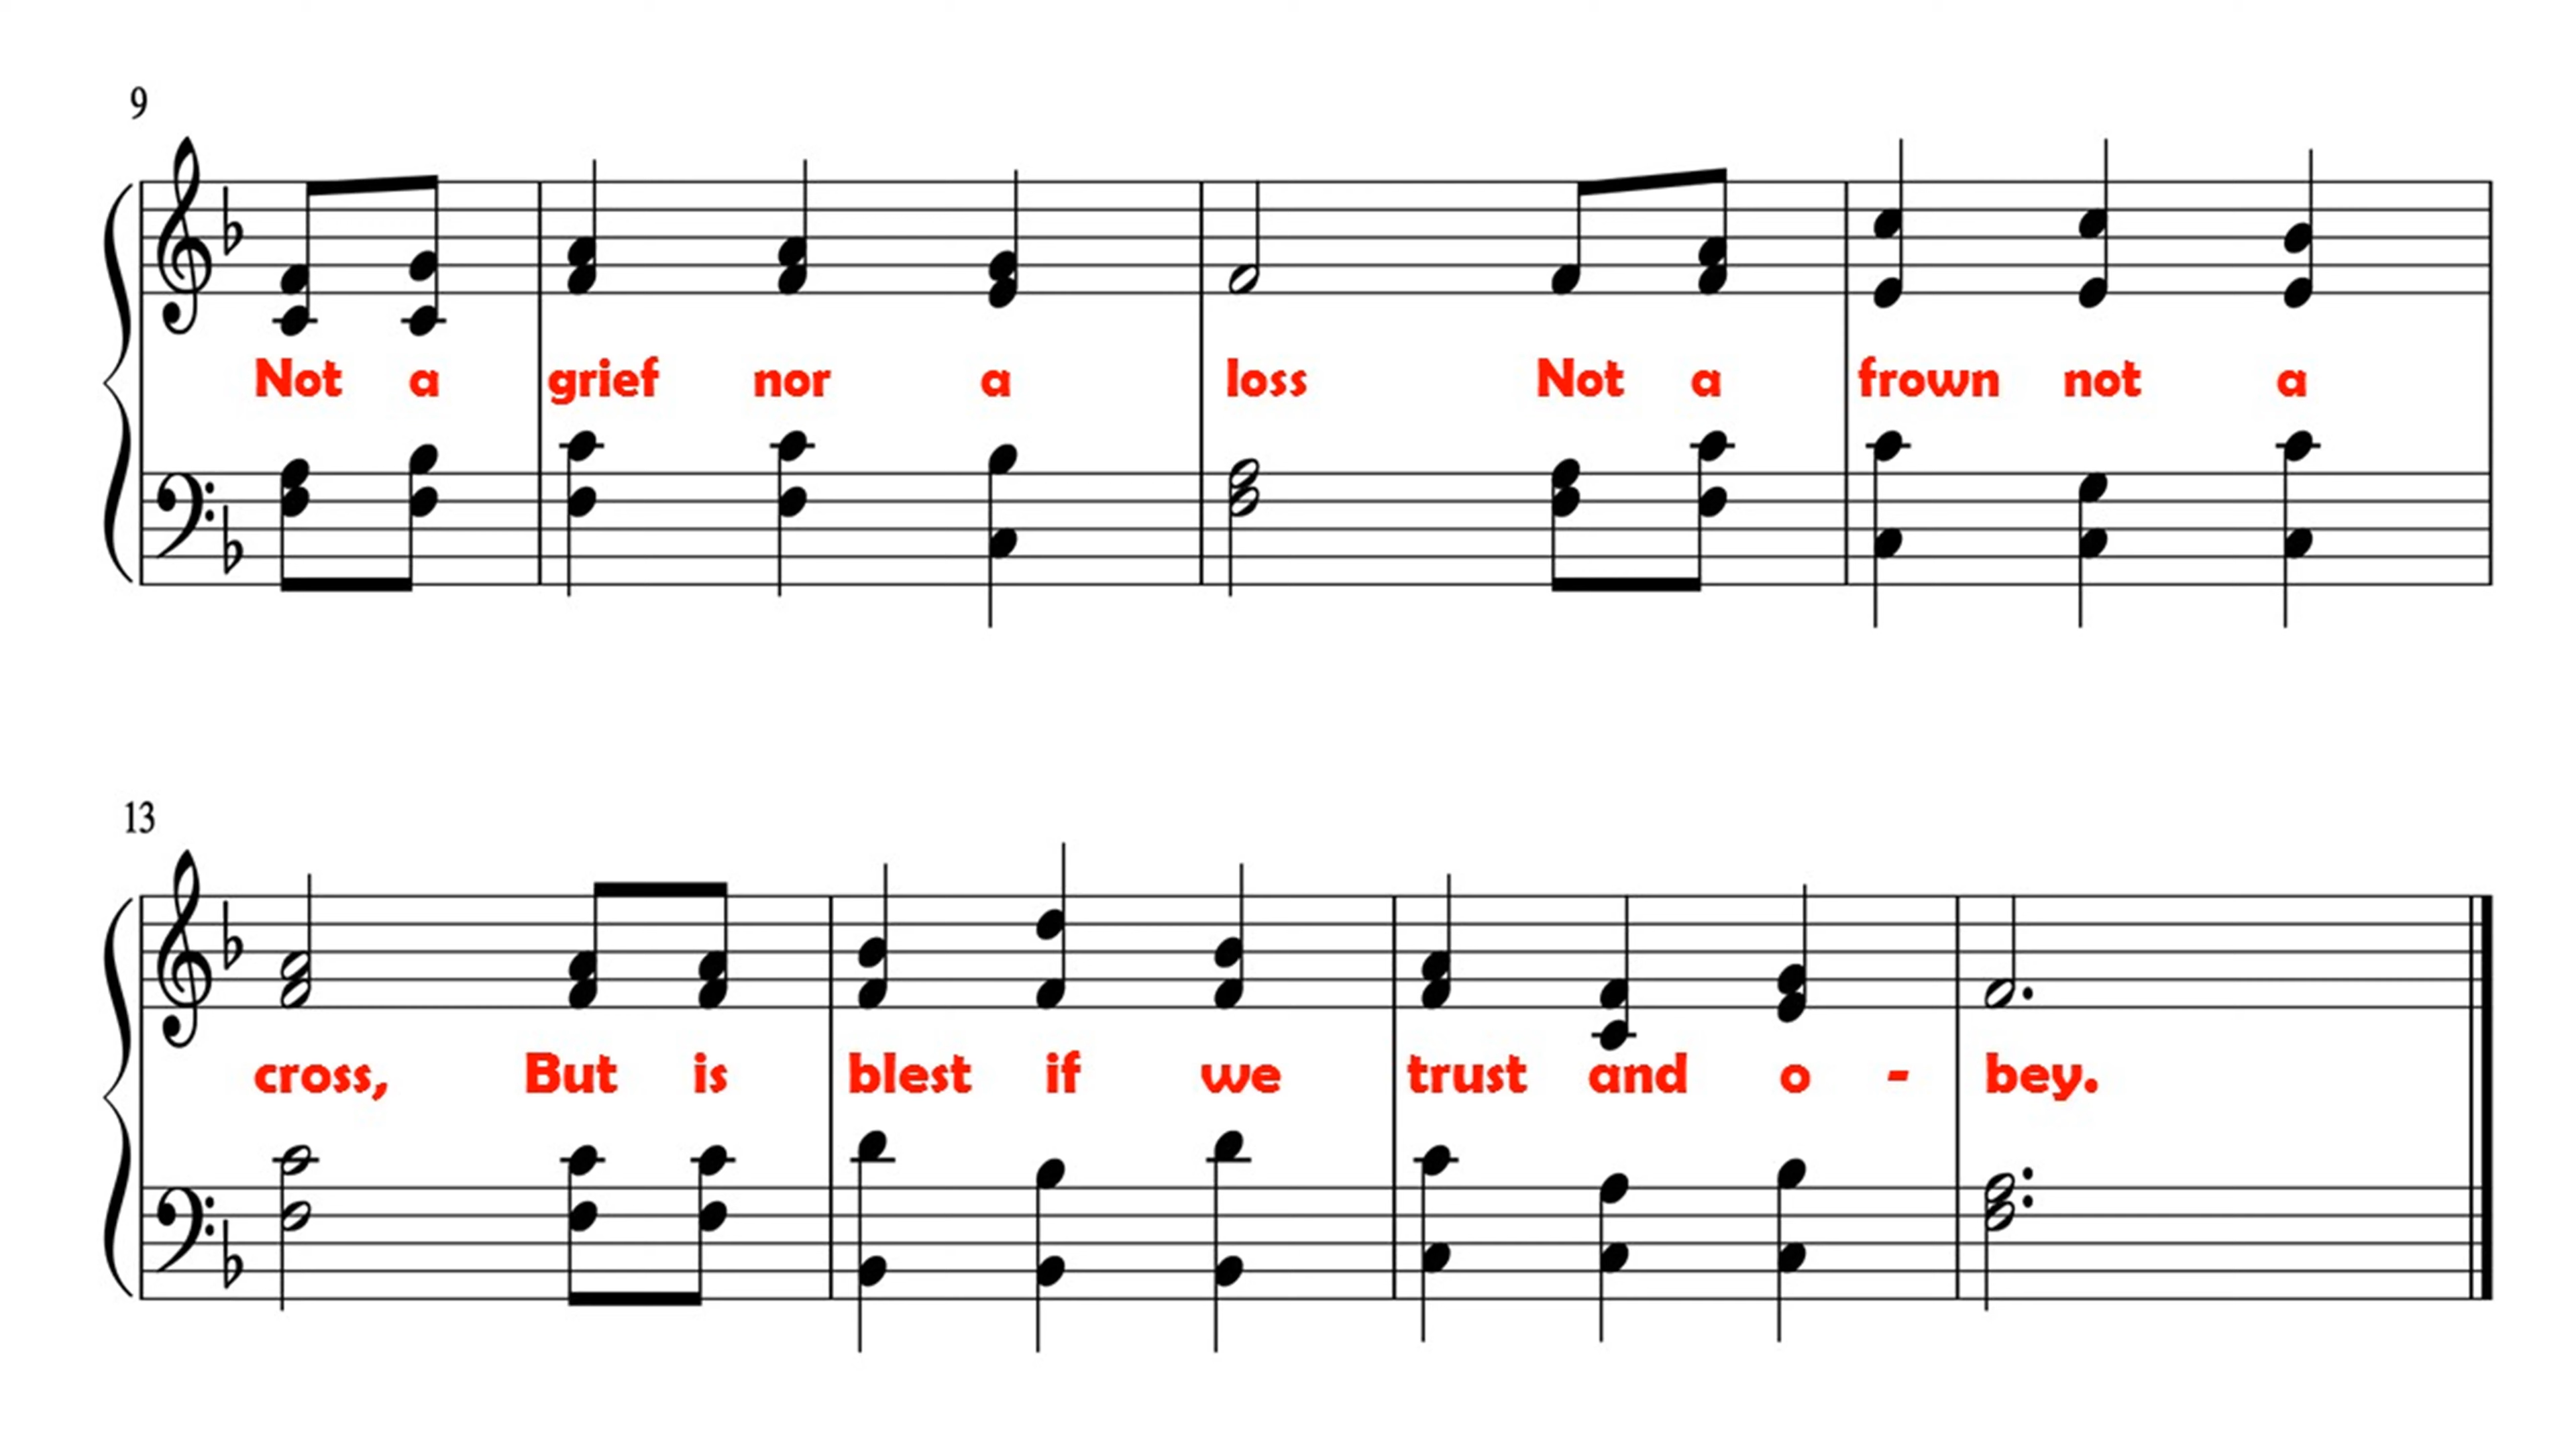 9
Not a grief nor a loss Not a frown not a
13
cross, But is blest if we trust and o - bey.